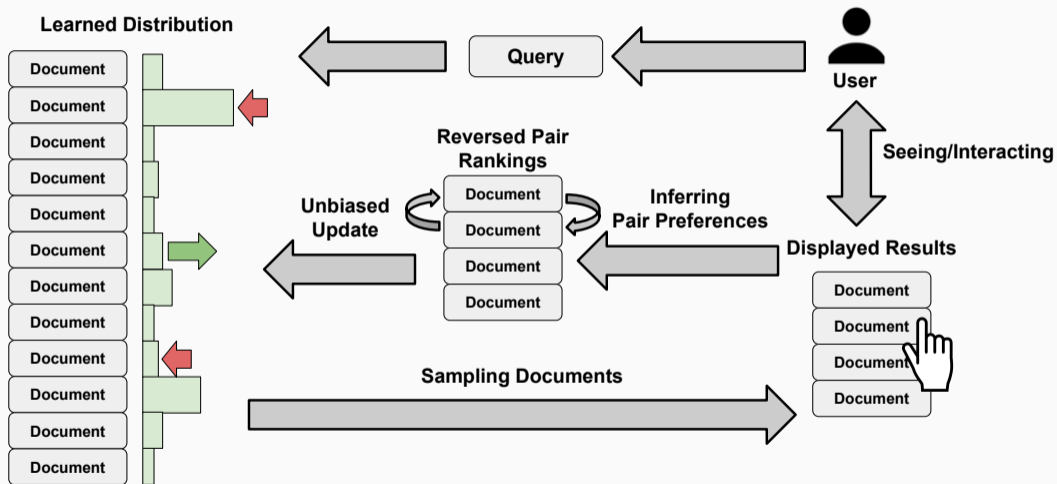 Learned Distribution
Document
Document
Document
Document
Document
Document
Document
Document
Document
Document
Document
Document
Query
User
Seeing/Interacting
Reversed Pair
Rankings
Document
Document
Document
Document
Unbiased
Update
Inferring
Pair Preferences
Displayed Results
Document
Document
Document
Document
Sampling Documents